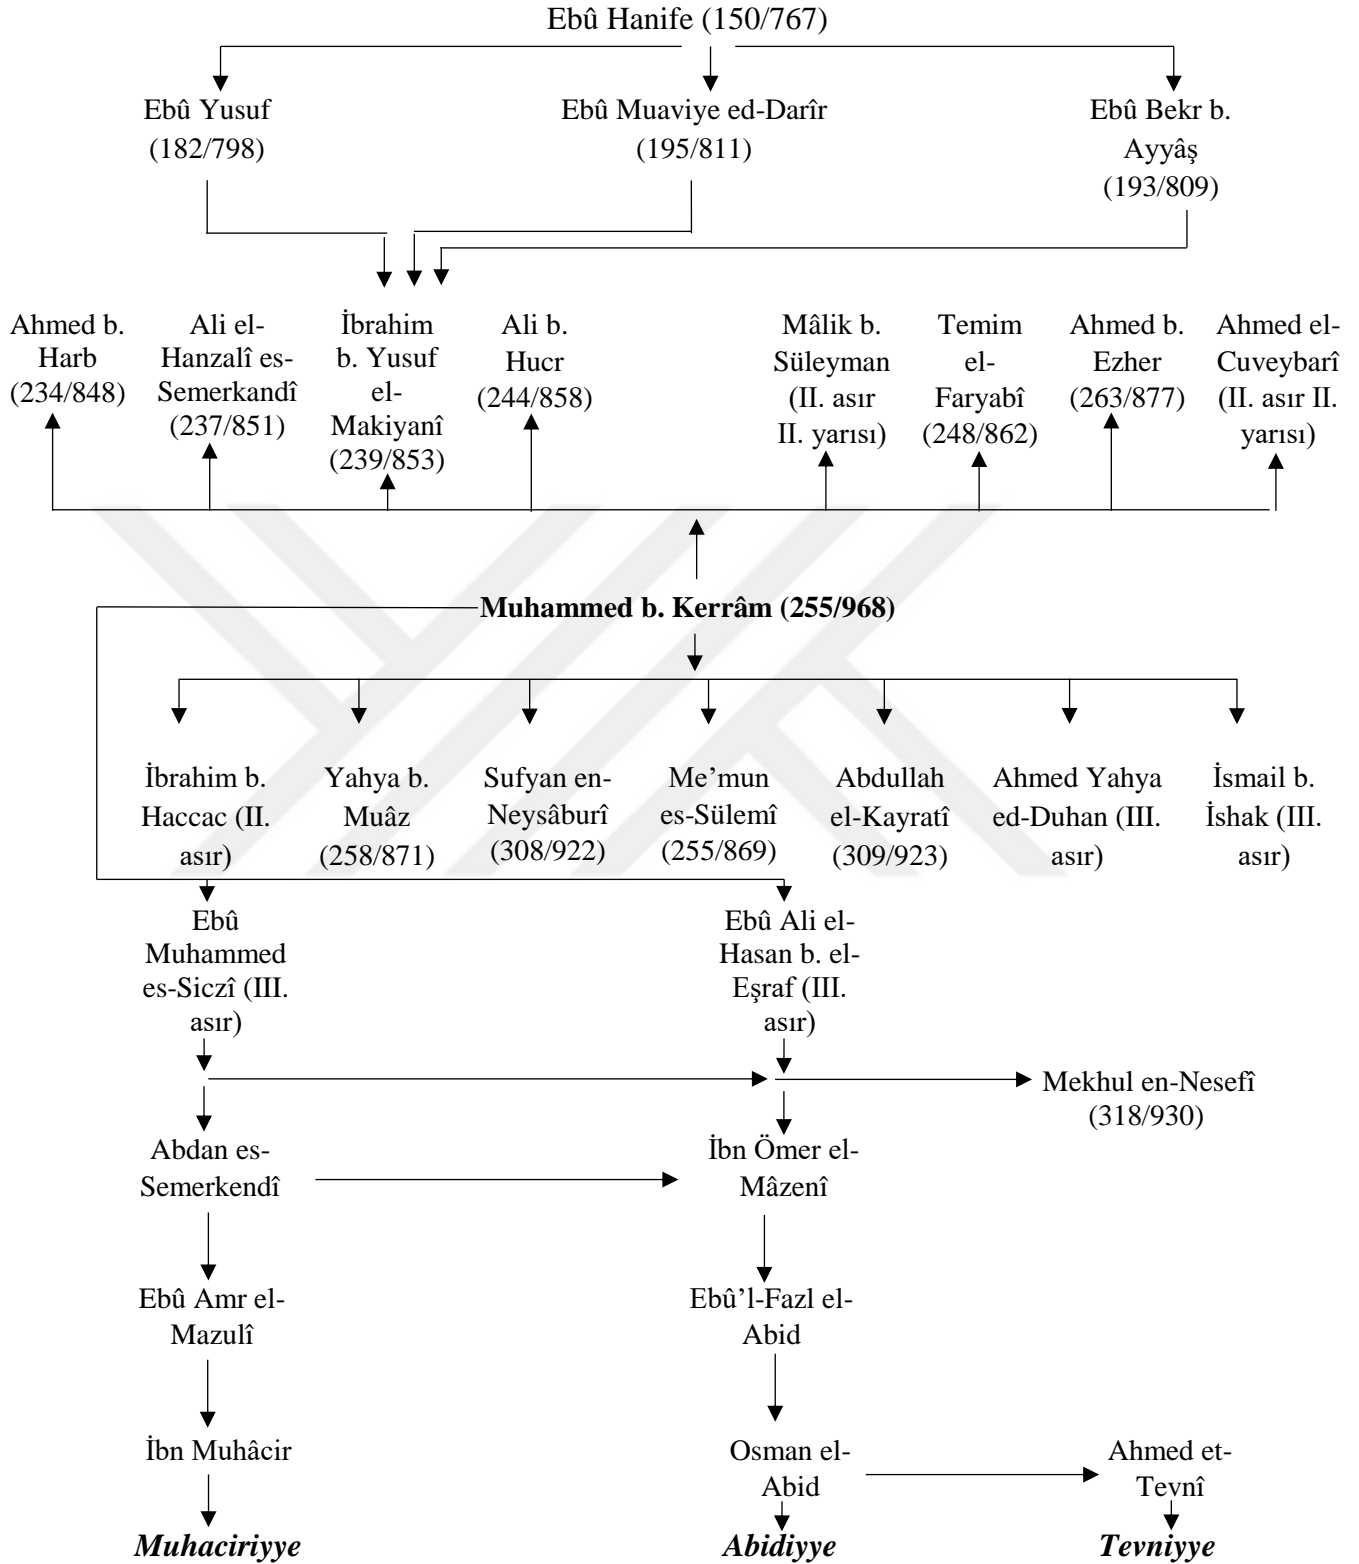 Ebû Hanife (150/767)
Ebû Yusuf
(182/798)
Ebû Muaviye ed-Darîr
(195/811)
Ebû Bekr b.
Ayyâş
(193/809)
Ahmed b.
Harb
(234/848)
Ali el-
Hanzalî es-
Semerkandî
(237/851)
İbrahim
b. Yusuf
el-
Makiyanî
(239/853)
Ali b.
Hucr
(244/858)
Mâlik b.
Süleyman
(II. asır
II. yarısı)
Temim
el-
Faryabî
(248/862)
Ahmed b.
Ezher
(263/877)
Ahmed el-
Cuveybarî
(II. asır II.
yarısı)
Muhammed b. Kerrâm (255/968)
İbrahim b.
Haccac (II.
asır)
Yahya b.
Muâz
(258/871)
Sufyan en-
Neysâburî
(308/922)
Me’mun
es-Sülemî
(255/869)
Abdullah
el-Kayratî
(309/923)
Ahmed Yahya
ed-Duhan (III.
asır)
İsmail b.
İshak (III.
asır)
Ebû
Muhammed
es-Siczî (III.
asır)
Ebû Ali el-
Hasan b. el-
Eşraf (III.
asır)
Mekhul en-Nesefî
(318/930)
Abdan es-
Semerkendî
İbn Ömer el-
Mâzenî
Ebû Amr el-
Mazulî
Ebû’l-Fazl el-
Abid
İbn Muhâcir
Osman el-
Abid
Ahmed et-
Tevnî
Muhaciriyye
Abidiyye
Tevniyye